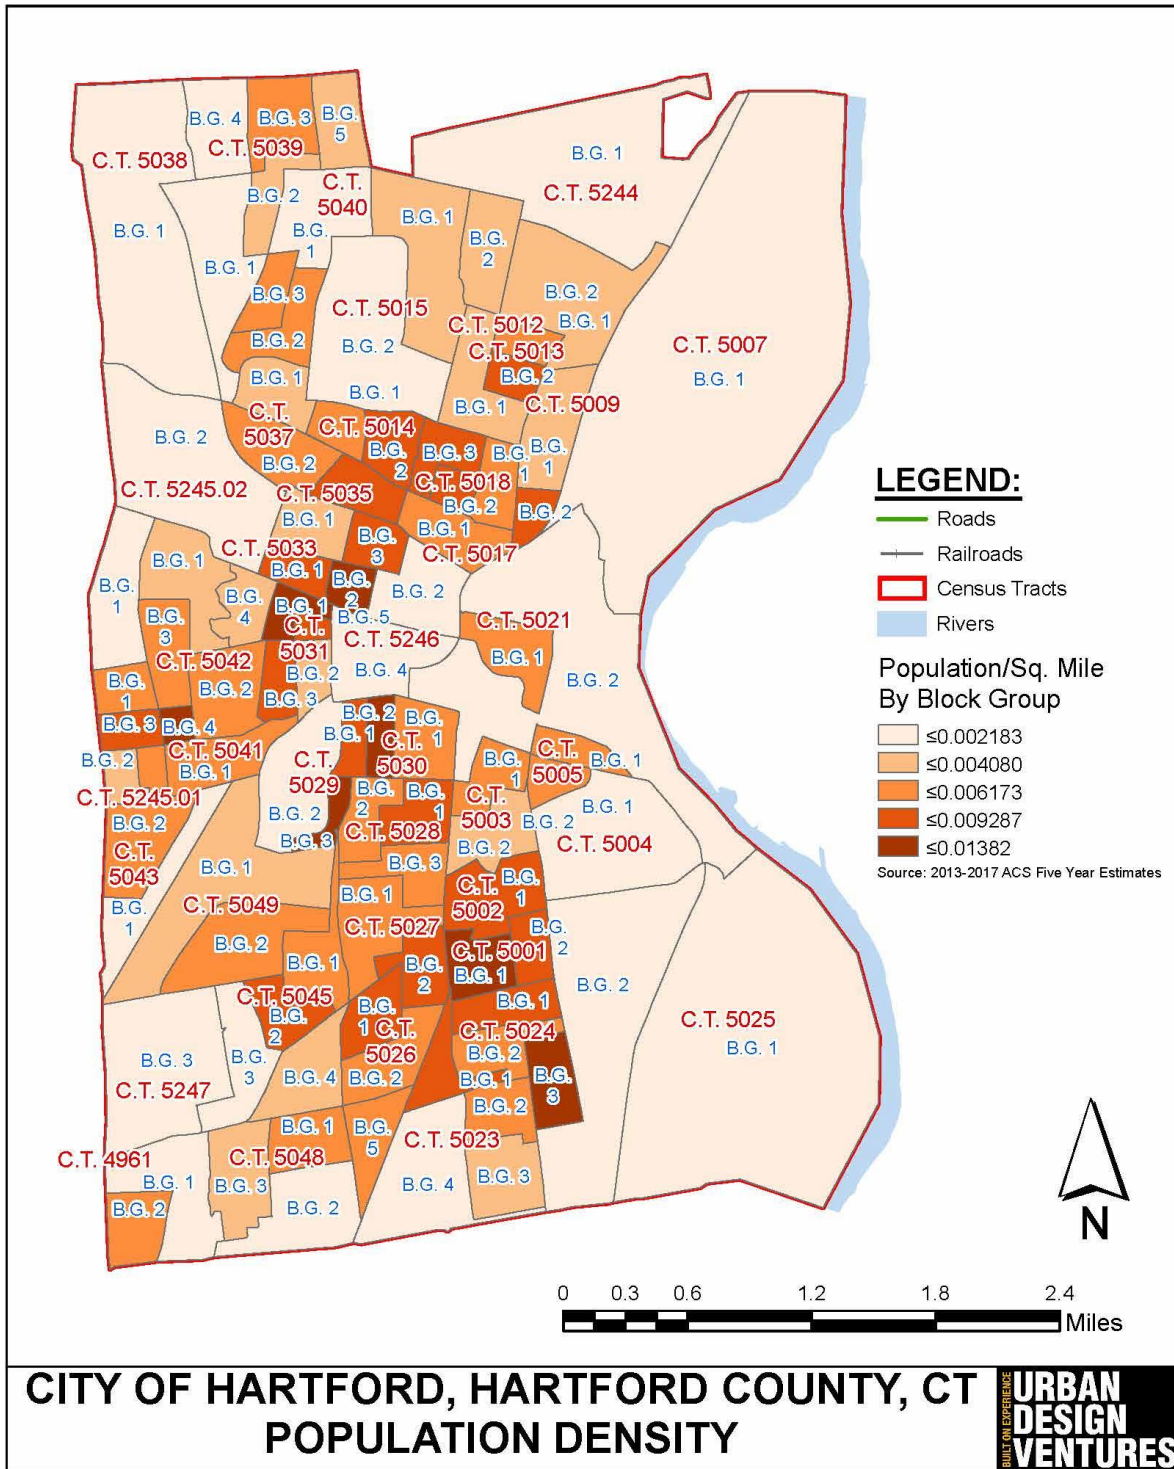 B.G. 4
B.G. 3
B.G.
5
C.T. 5038
C.T. 5039
B.G. 1
C.T. 5244
B.G. 2
C.T.
5040
B.G. 1
B.G. 1
B.G.
1
B.G.
2
B.G. 1
B.G. 3
B.G. 2
C.T. 5015
B.G. 1
C.T. 5012
B.G. 2
B.G. 2
C.T. 5013
C.T. 5007
B.G. 1
B.G. 2
B.G. 1
B.G. 1
B.G. 1
C.T. 5009
C.T.
5037
C.T. 5014
B.G. 2
B.G.
2
B.G. 3
B.G.
1
B.G.
1
B.G. 2
C.T. 5018
C.T. 5245.02
C.T. 5035
B.G. 2
B.G. 2
B.G. 1
B.G. 1
C.T. 5033
B.G.
3
C.T. 5017
B.G. 1
B.G. 1
B.G.
1
B.G.
2
B.G. 2
B.G.
4
B.G. 1
B.G. 5
B.G.
3
C.T.
5031
C.T. 5246
C.T. 5021
B.G. 1
C.T. 5042
B.G. 2
B.G. 4
B.G. 2
B.G.
1
B.G. 2
B.G. 3
B.G. 3
B.G. 4
B.G. 2
B.G.
1
B.G. 1
C.T. 5041
C.T.
5030
C.T.
5005
B.G. 1
B.G. 2
B.G. 1
C.T.
5029
B.G.
1
C.T. 5245.01
B.G.
2
B.G.
1
C.T.
5003
B.G. 1
B.G. 2
B.G. 2
B.G. 2
C.T. 5028
B.G. 3
B.G. 2
C.T. 5004
C.T.
5043
B.G. 1
B.G. 3
C.T.
5002
B.G.
1
B.G. 1
B.G.
1
C.T. 5049
C.T. 5027
B.G.
2
B.G. 2
C.T. 5001
B.G. 1
B.G.
2
B.G. 1
B.G. 2
C.T. 5045
B.G.
2
B.G.
1
B.G. 1
C.T.
5026
C.T. 5024
C.T. 5025
B.G. 1
B.G. 3
B.G.
3
B.G. 2
B.G. 4
B.G. 2
B.G. 1
B.G.
3
C.T. 5247
B.G. 2
B.G. 1
B.G.
5
C.T. 5023
C.T. 4961
C.T. 5048
B.G. 1
B.G. 3
B.G. 4
B.G. 3
B.G. 2
B.G. 2
LEGEND:
Roads
Railroads
Census Tracts
Rivers
Population/Sq. Mile
By Block Group
≤0.002183
≤0.004080
≤0.006173
≤0.009287
≤0.01382
Source: 2013-2017 ACS Five Year Estimates
N
0 0.3 0.6 1.2 1.8 2.4
Miles
CITY OF HARTFORD, HARTFORD COUNTY, CT
POPULATION DENSITY
BUILT ON EXPERIENCE
URBAN
DESIGN
VENTURES